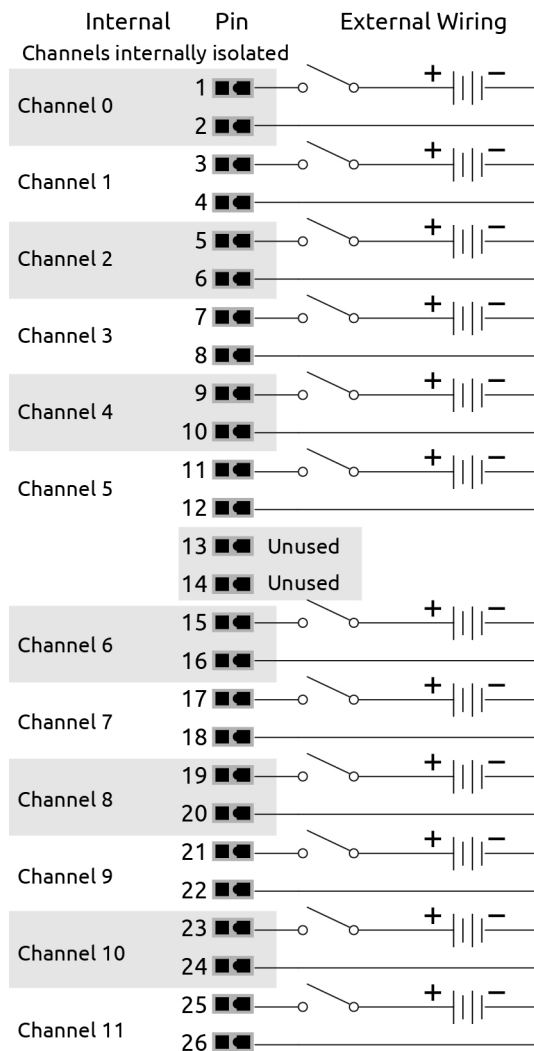 Internal Pin External Wiring
Channels internally isolated
Channel 0
1 + −
2
Channel 1
3 + −
4
Channel 2
5 + −
6
Channel 3
7 + −
8
Channel 4
9 + −
10
Channel 5
11 + −
12
13 Unused
14 Unused
Channel 6
15 + −
16
Channel 7
17 + −
18
Channel 8
19 + −
20
Channel 9
21 + −
22
Channel 10
23 + −
24
Channel 11
25 + −
26